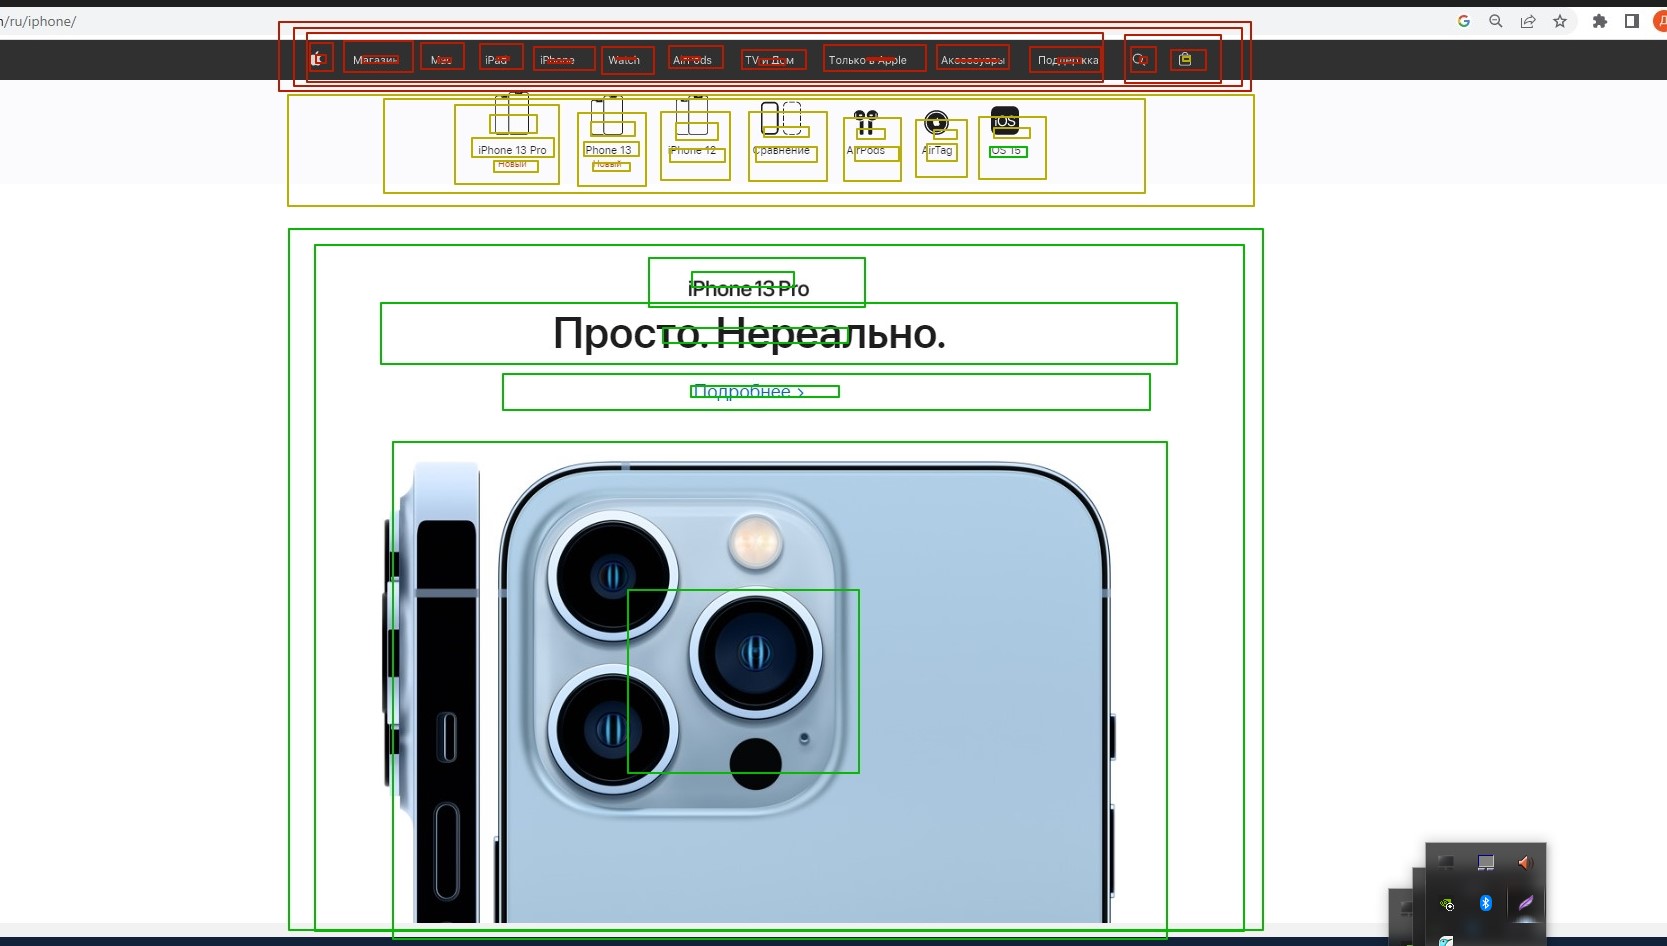 /ru/iphone/
Магазин Mac iPad iPhone Watch AirPods TV и Дом Только в Apple Аксессуары Поддержка
iOS
iPhone 13 Pro iPhone 13 iPhone 12 Сравнение AirPods AirTag iOS 15
Новый Новый
iPhone 13 Pro
Просто. Нереально.
Подробнее >